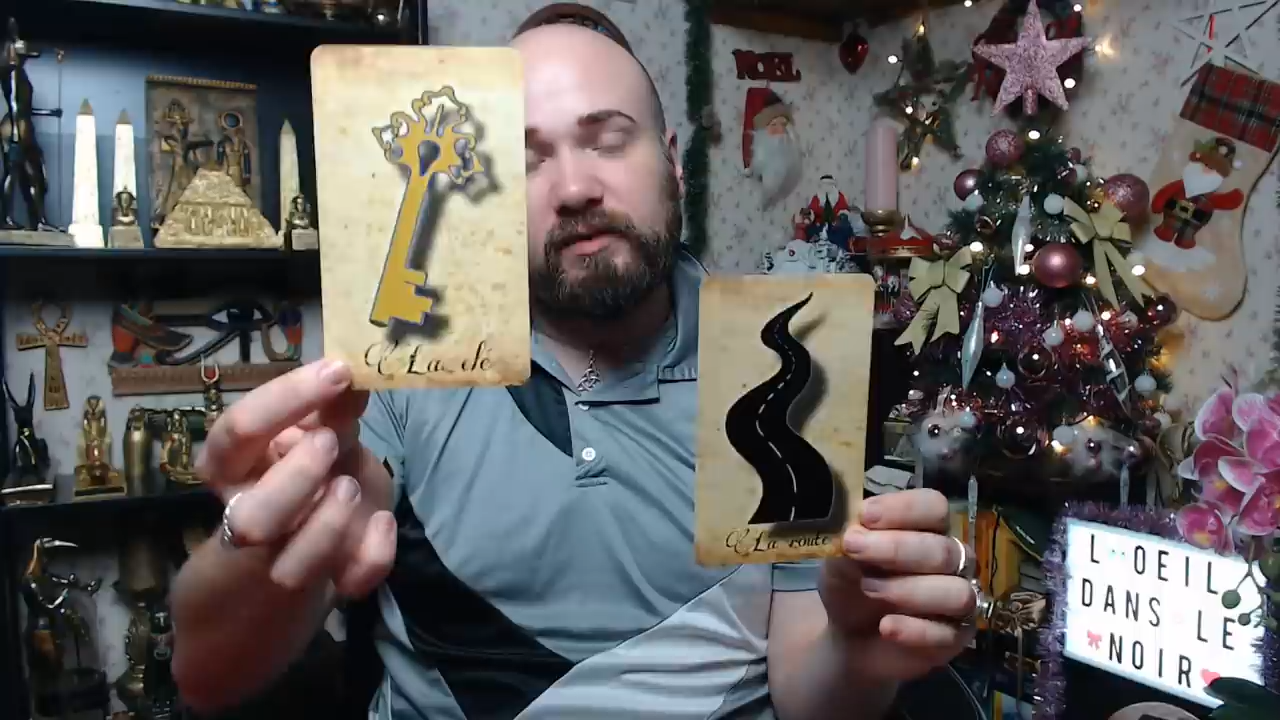 NOEL
La clé
La route
L OEIL
DANS LE
NOIR